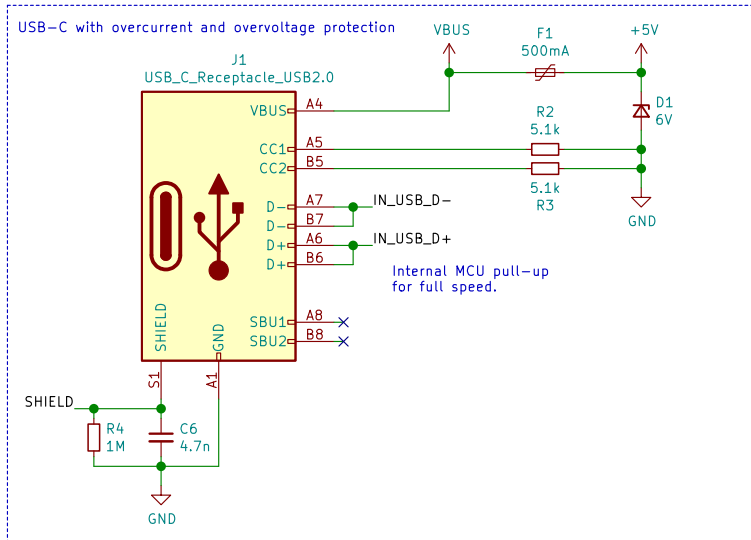 USB-C with overcurrent and overvoltage protection
J1
USB_C_Receptacle_USB2.0
VBUS
F1
500mA
+5V
VBUS A4
D1
6V
R2
5.1k
CC1 A5
CC2 B5
5.1k
R3
GND
D- A7
IN_USB_D-
D- B7
D+ A6
IN_USB_D+
D+ B6
Internal MCU pull-up
for full speed.
SBU1 A8
SBU2 B8
SHIELD
GND
S1
A1
SHIELD
R4
1M
C6
4.7n
GND